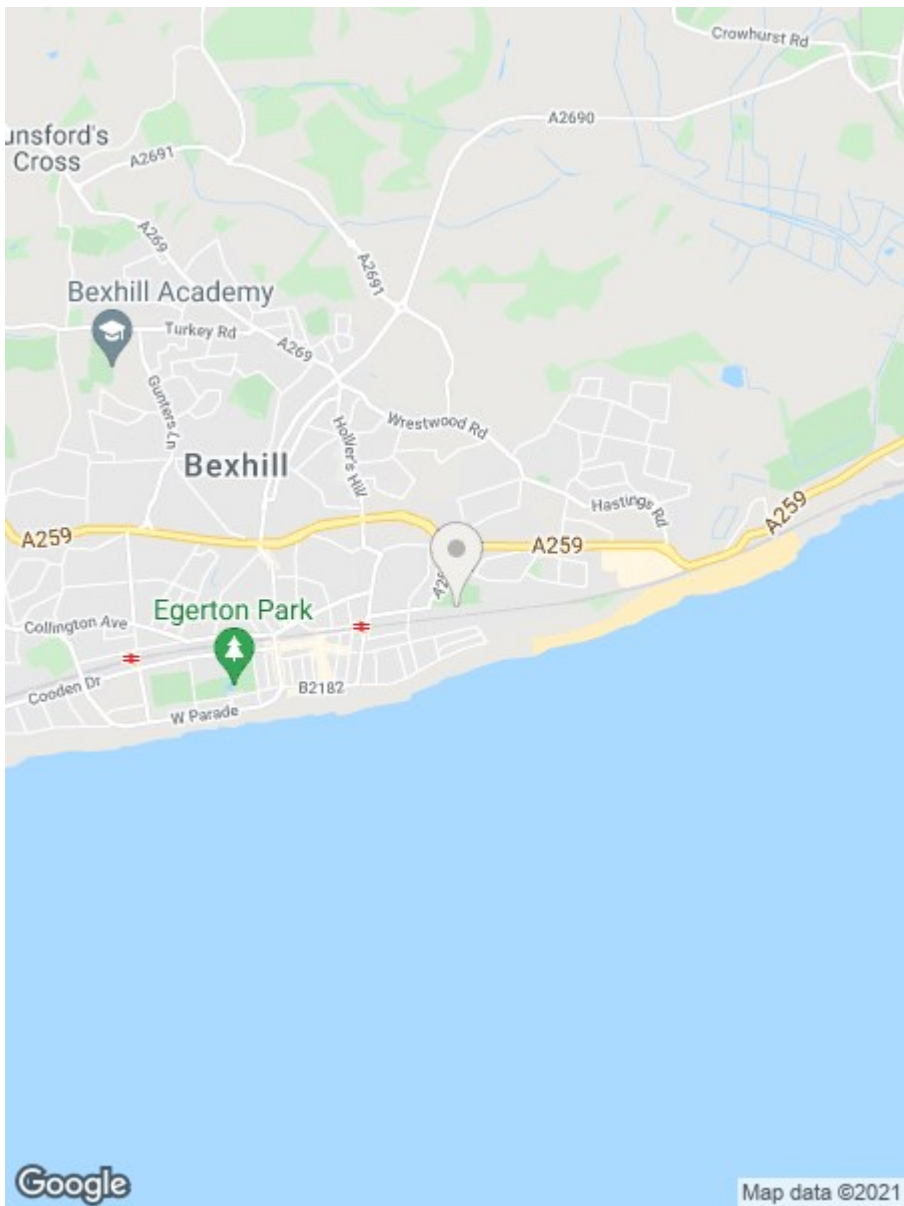 Crowhurst Rd
A2690
unsford's
Cross
A2691
A269
A2691
Bexhill Academy
Turkey Rd
A269
Gunters Ln
Wrestwood Rd
Hollier's Hill
Bexhill
Hastings Rd
A259
A259
A259
Egerton Park
Collington Ave
Cooden Dr
B2182
W Parade
Google
Map data ©2021